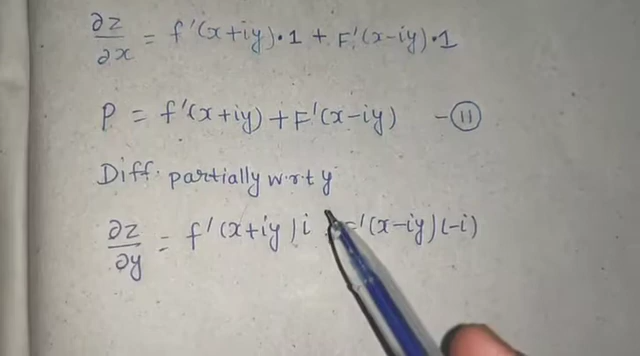 ∂z/∂x = f'(x+iy)·1 + F'(x-iy)·1
P = f'(x+iy) + F'(x-iy) -(11)
Diff. partially w.r.t y
∂z/∂y = f'(x+iy) i '(x-iy) (-i)